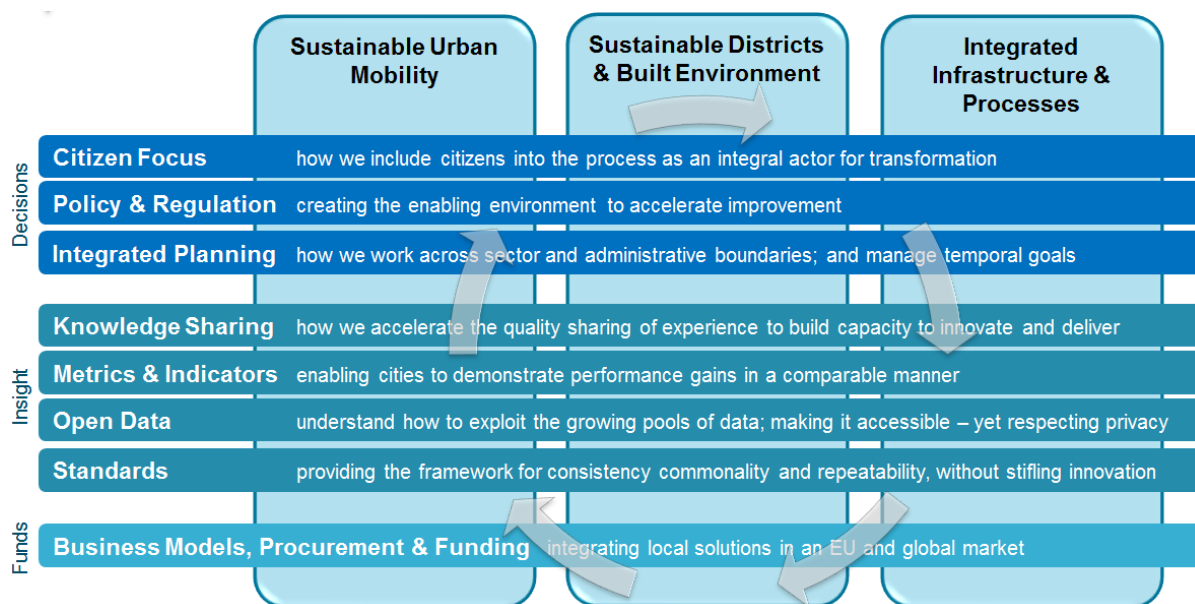 Sustainable Urban
Mobility
Sustainable Districts
& Built Environment
Integrated
Infrastructure &
Processes
Decisions
Citizen Focus how we include citizens into the process as an integral actor for transformation
Policy & Regulation creating the enabling environment to accelerate improvement
Integrated Planning how we work across sector and administrative boundaries; and manage temporal goals
Insight
Knowledge Sharing how we accelerate the quality sharing of experience to build capacity to innovate and deliver
Metrics & Indicators enabling cities to demonstrate performance gains in a comparable manner
Open Data understand how to exploit the growing pools of data; making it accessible – yet respecting privacy
Standards providing the framework for consistency commonality and repeatability, without stifling innovation
Funds
Business Models, Procurement & Funding integrating local solutions in an EU and global market